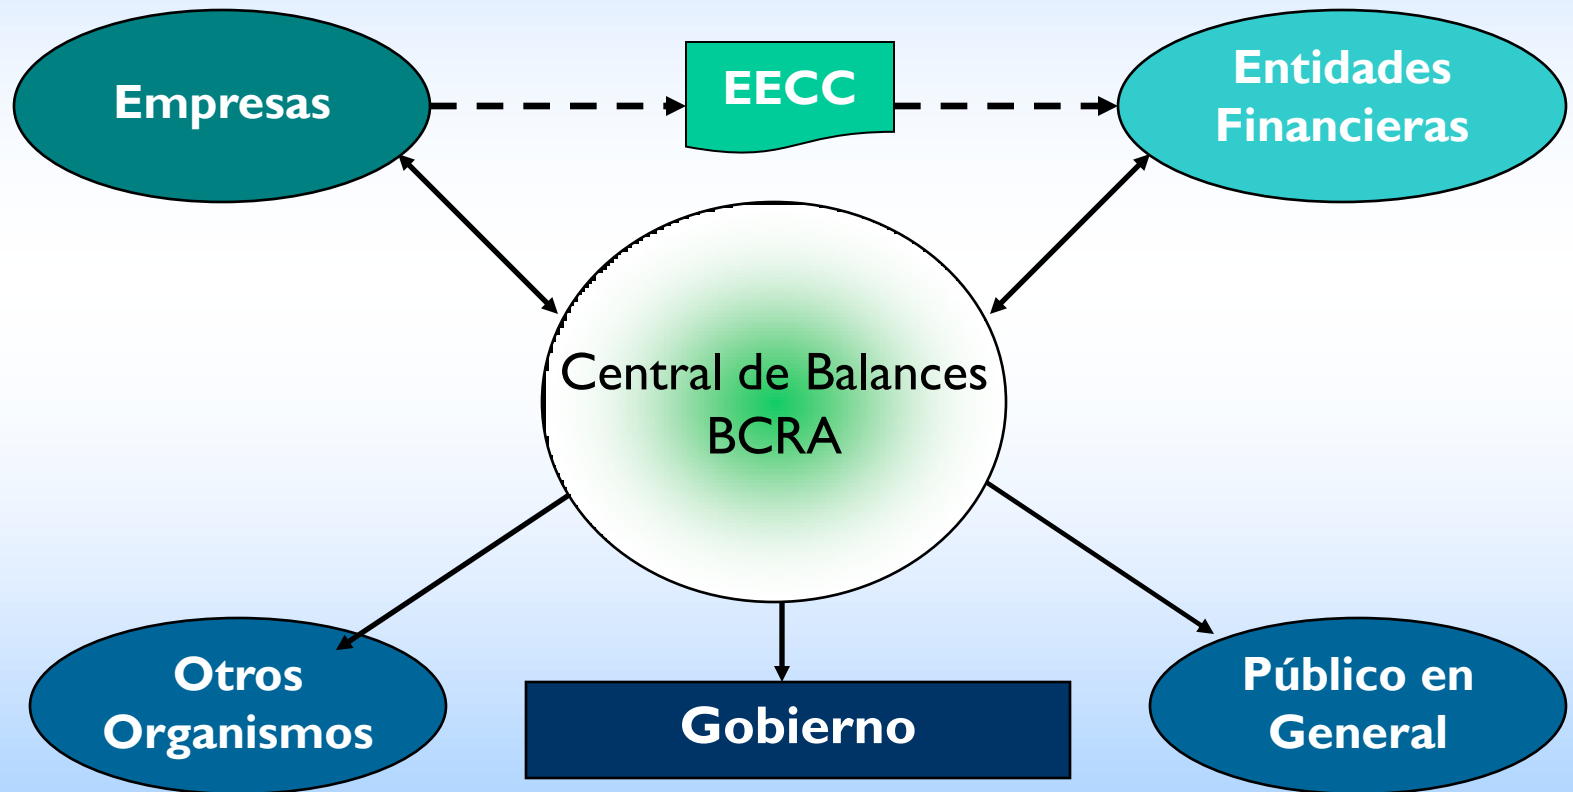 Empresas
EECC
Entidades
Financieras
Central de Balances
BCRA
Otros
Organismos
Gobierno
Público en
General